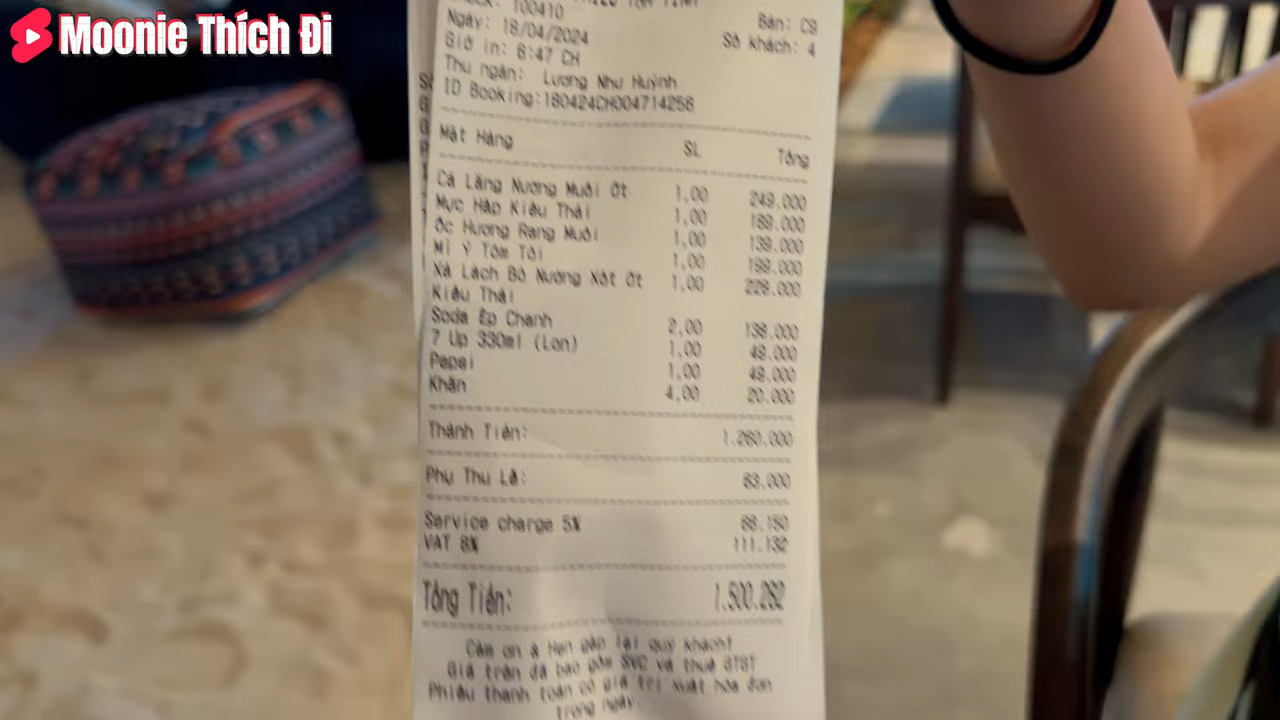 Moonie Thích Đi
100410
Bàn: C9
Ngày: 18/04/2024
Số khách: 4
Giờ in: 6:47 CH
Thu ngân: Lương Như Huỳnh
ID Booking:180424CH004714256
Mặt Hàng SL Tổng
Cá Lăng Nướng Muối Ớt 1,00 249.000
Mực Hấp Kiểu Thái 1,00 189.000
Ốc Hương Rang Muối 1,00 139.000
Mì Ý Tôm Tỏi 1,00 199.000
Xà Lách Bò Nướng Xốt Ớt 1,00 228.000
Kiểu Thái
Soda Ép Chanh 2,00 138.000
7 Up 330ml (Lon) 1,00 49.000
Pepsi 1,00 49.000
Khăn 4,00 20.000
Thành Tiền: 1.260.000
Phụ Thu Lễ: 63.000
Service charge 5% 66.150
VAT 8% 111.132
Tổng Tiền: 1.500.282
Cảm ơn & Hẹn gặp lại quý khách!
Giá trên đã bao gồm SVC và thuế GTGT
Phiếu thanh toán có giá trị xuất hóa đơn
trong ngày.